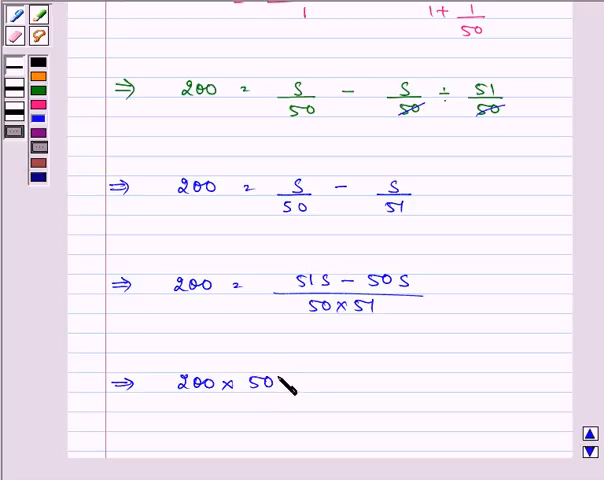 1 1 + 1/50
⇒ 200 = S/50 - S/50 ÷ 51/50
⇒ 200 = S/50 - S/51
⇒ 200 = 51S - 50S / 50 × 51
⇒ 200 × 50